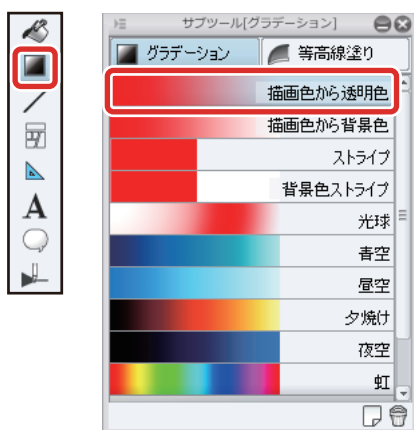 サブツール[グラデーション]
グラデーション
等高線塗り
描画色から透明色
描画色から背景色
ストライプ
背景色ストライプ
光球
青空
昼空
夕焼け
夜空
虹
A